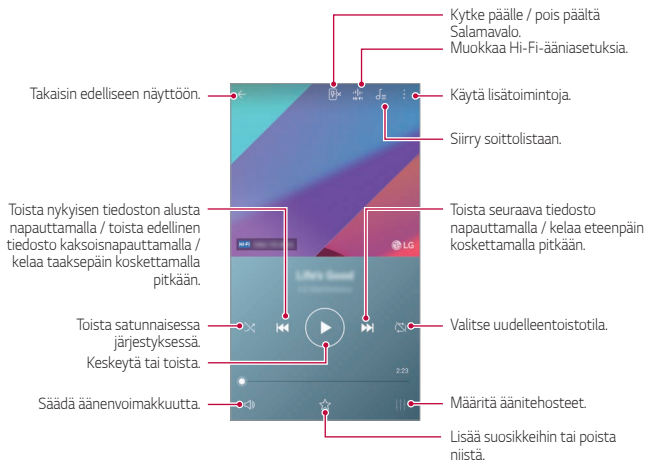 Kytke päälle / pois päältä
Salamavalo.
Muokkaa Hi-Fi-ääniasetuksia.
Takaisin edelliseen näyttöön.
Käytä lisätoimintoja.
Siirry soittolistaan.
Toista nykyisen tiedoston alusta
napauttamalla / toista edellinen
tiedosto kaksoisnapauttamalla /
kelaa taaksepäin koskettamalla
pitkään.
Toista seuraava tiedosto
napauttamalla / kelaa eteenpäin
koskettamalla pitkään.
HI-FI
LG
Life's Good
Toista satunnaisessa
järjestyksessä.
Valitse uudelleentoistotila.
Keskeytä tai toista.
2:23
Säädä äänenvoimakkuutta.
Määritä äänitehosteet.
Lisää suosikkeihin tai poista
niistä.